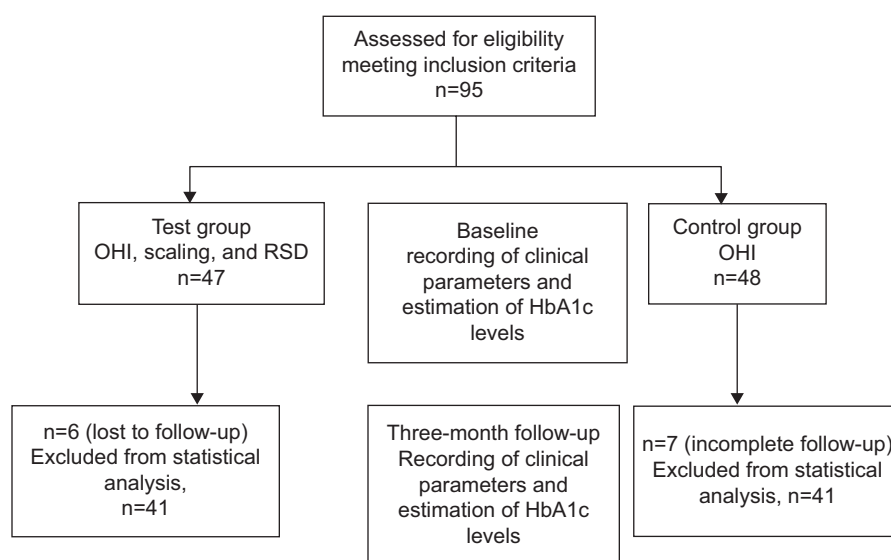 Assessed for eligibility
meeting inclusion criteria
n=95
Test group
OHI, scaling, and RSD
n=47
Baseline
recording of clinical
parameters and
estimation of HbA1c
levels
Control group
OHI
n=48
n=6 (lost to follow-up)
Excluded from statistical
analysis,
n=41
Three-month follow-up
Recording of clinical
parameters and
estimation of HbA1c
levels
n=7 (incomplete follow-up)
Excluded from statistical
analysis, n=41